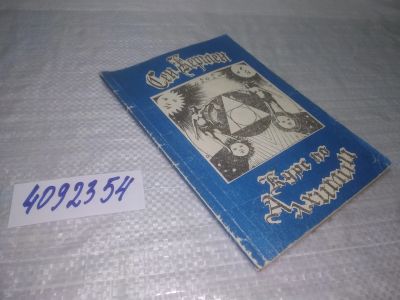 Сен Жермен
Курс по
Алхимии
4092354